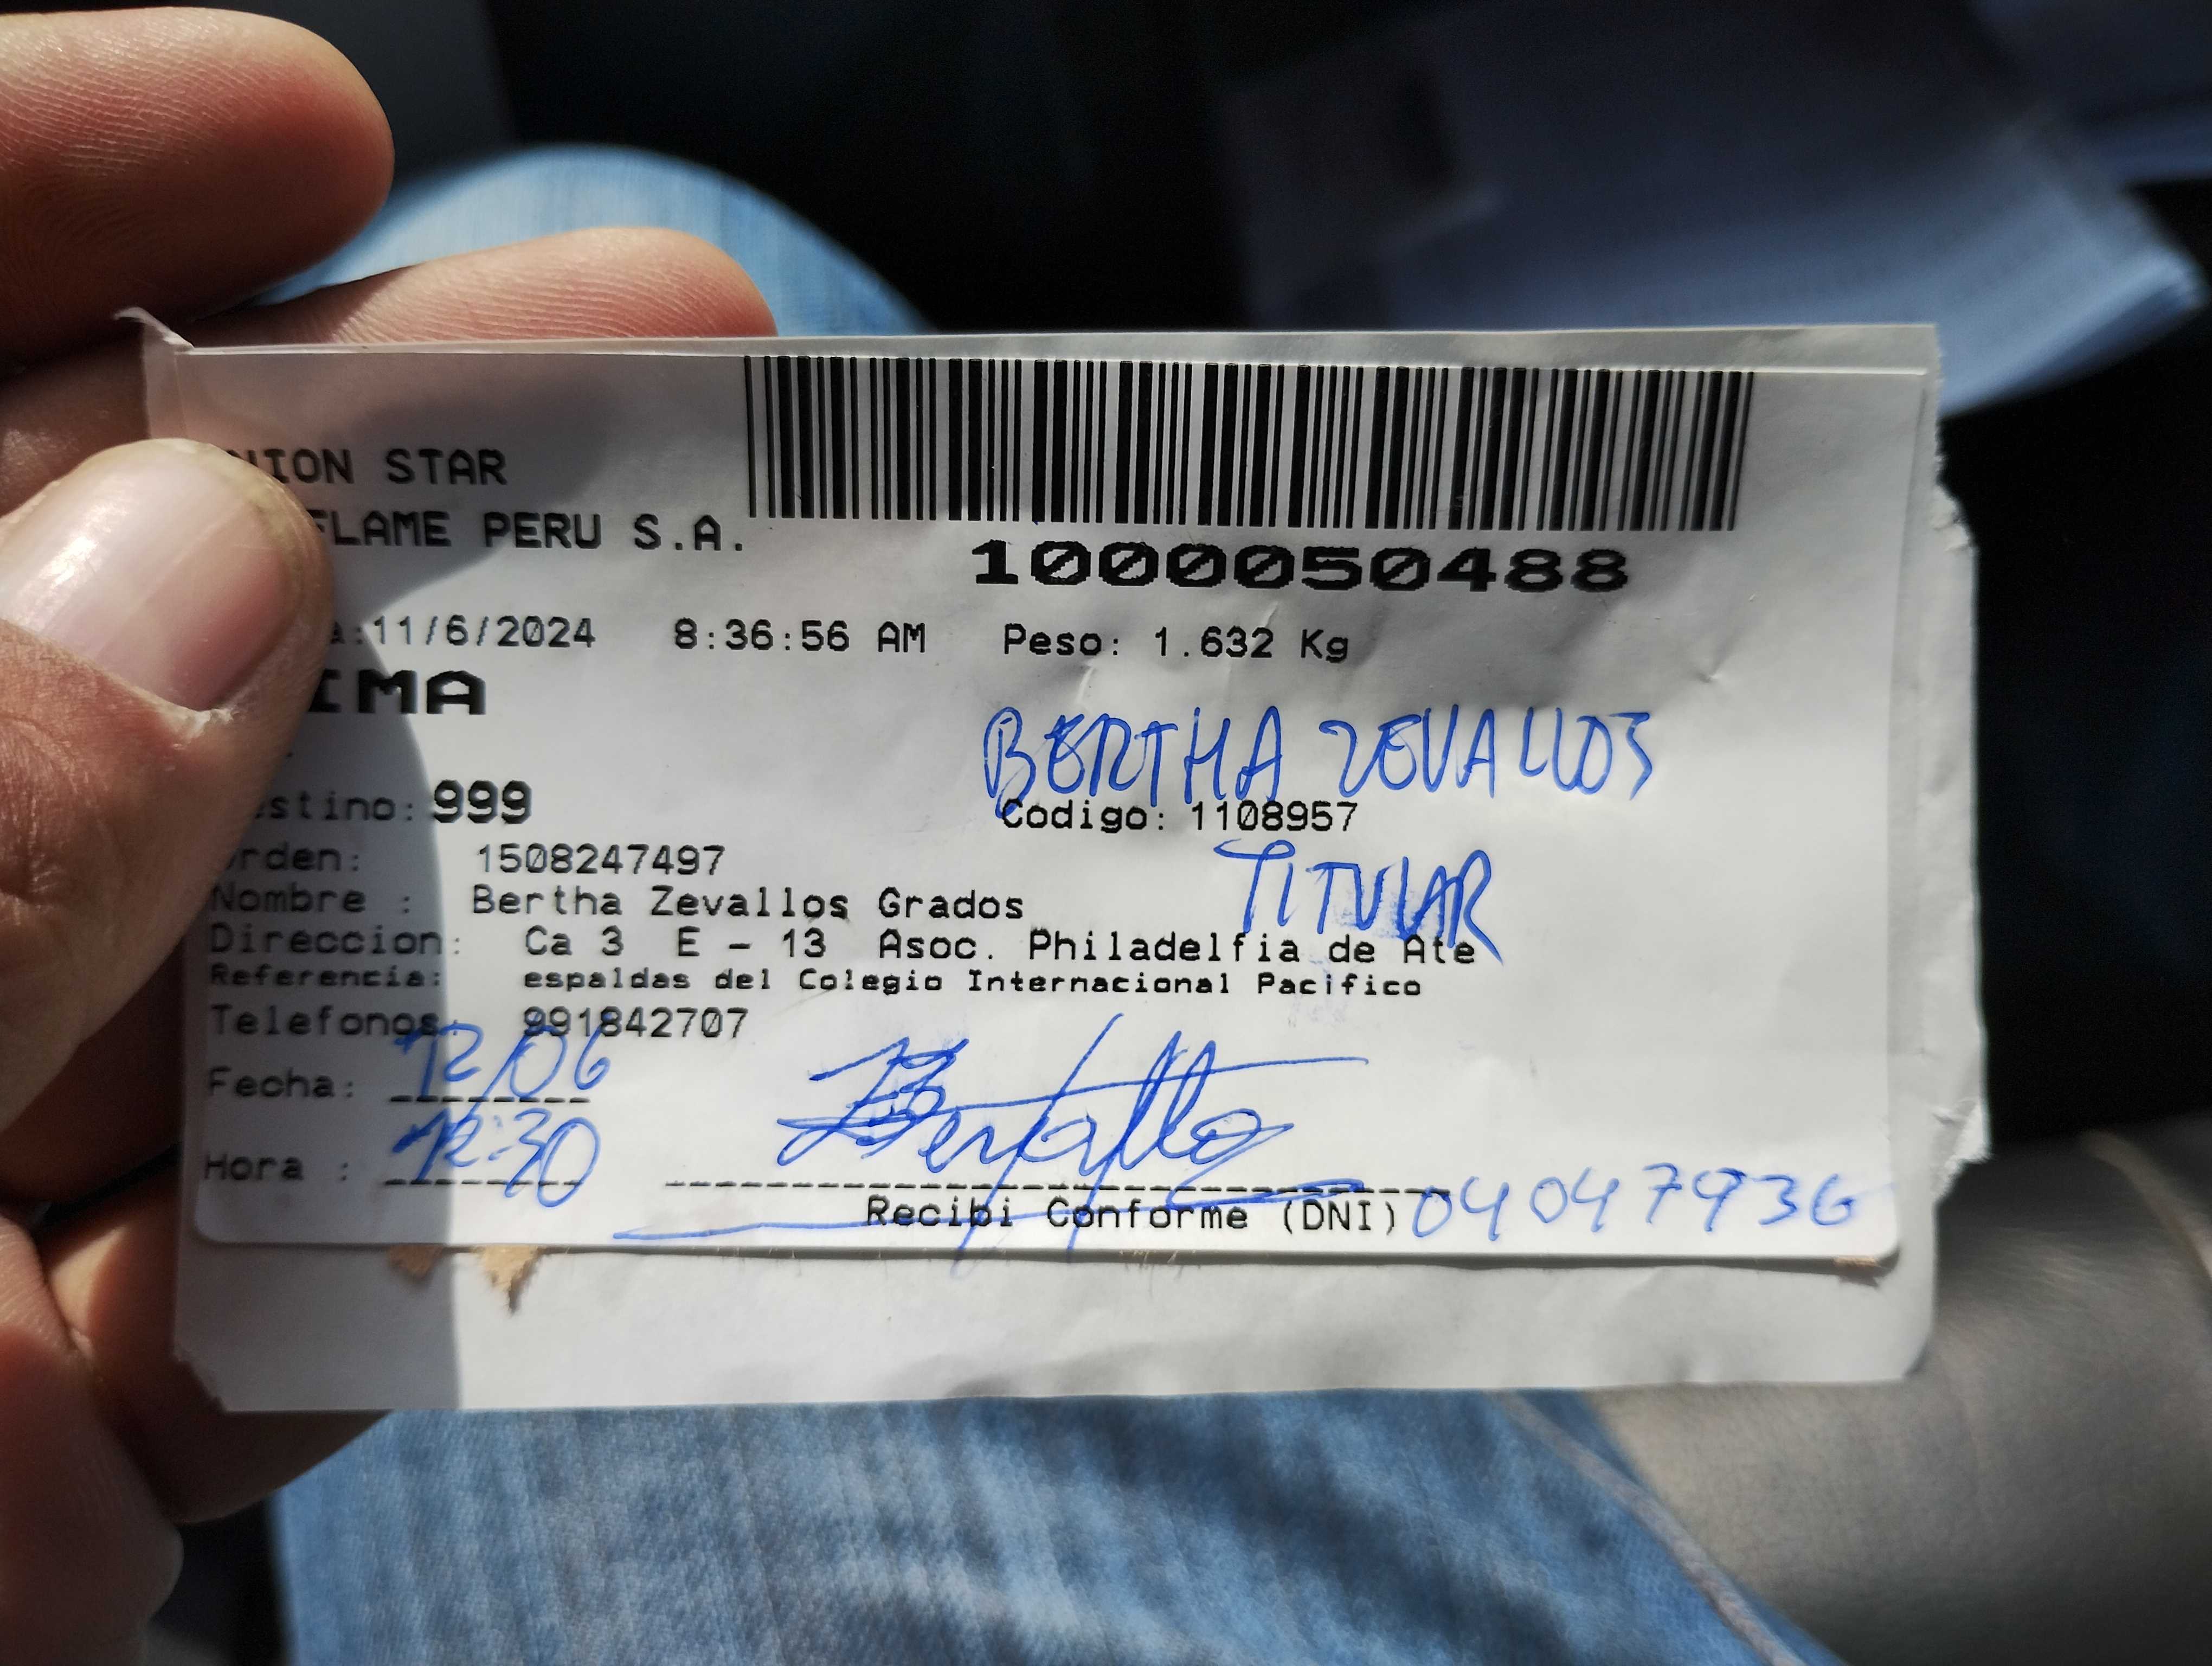 NION STAR
FLAME PERU S.A.
1000050488
a:11/6/2024 8:36:56 AM Peso: 1.632 Kg
IMA
BERTHA ZEVALLOS
estino: 999 Codigo: 1108957
TITULAR
Orden: 1508247497
Nombre : Bertha Zevallos Grados
Direccion: Ca 3 E - 13 Asoc. Philadelfia de Ate
Referencia: espaldas del Colegio Internacional Pacifico
Telefonos: 991842707
Fecha: 12/06
Hora : 12:30
Recibi Conforme (DNI) 04047936